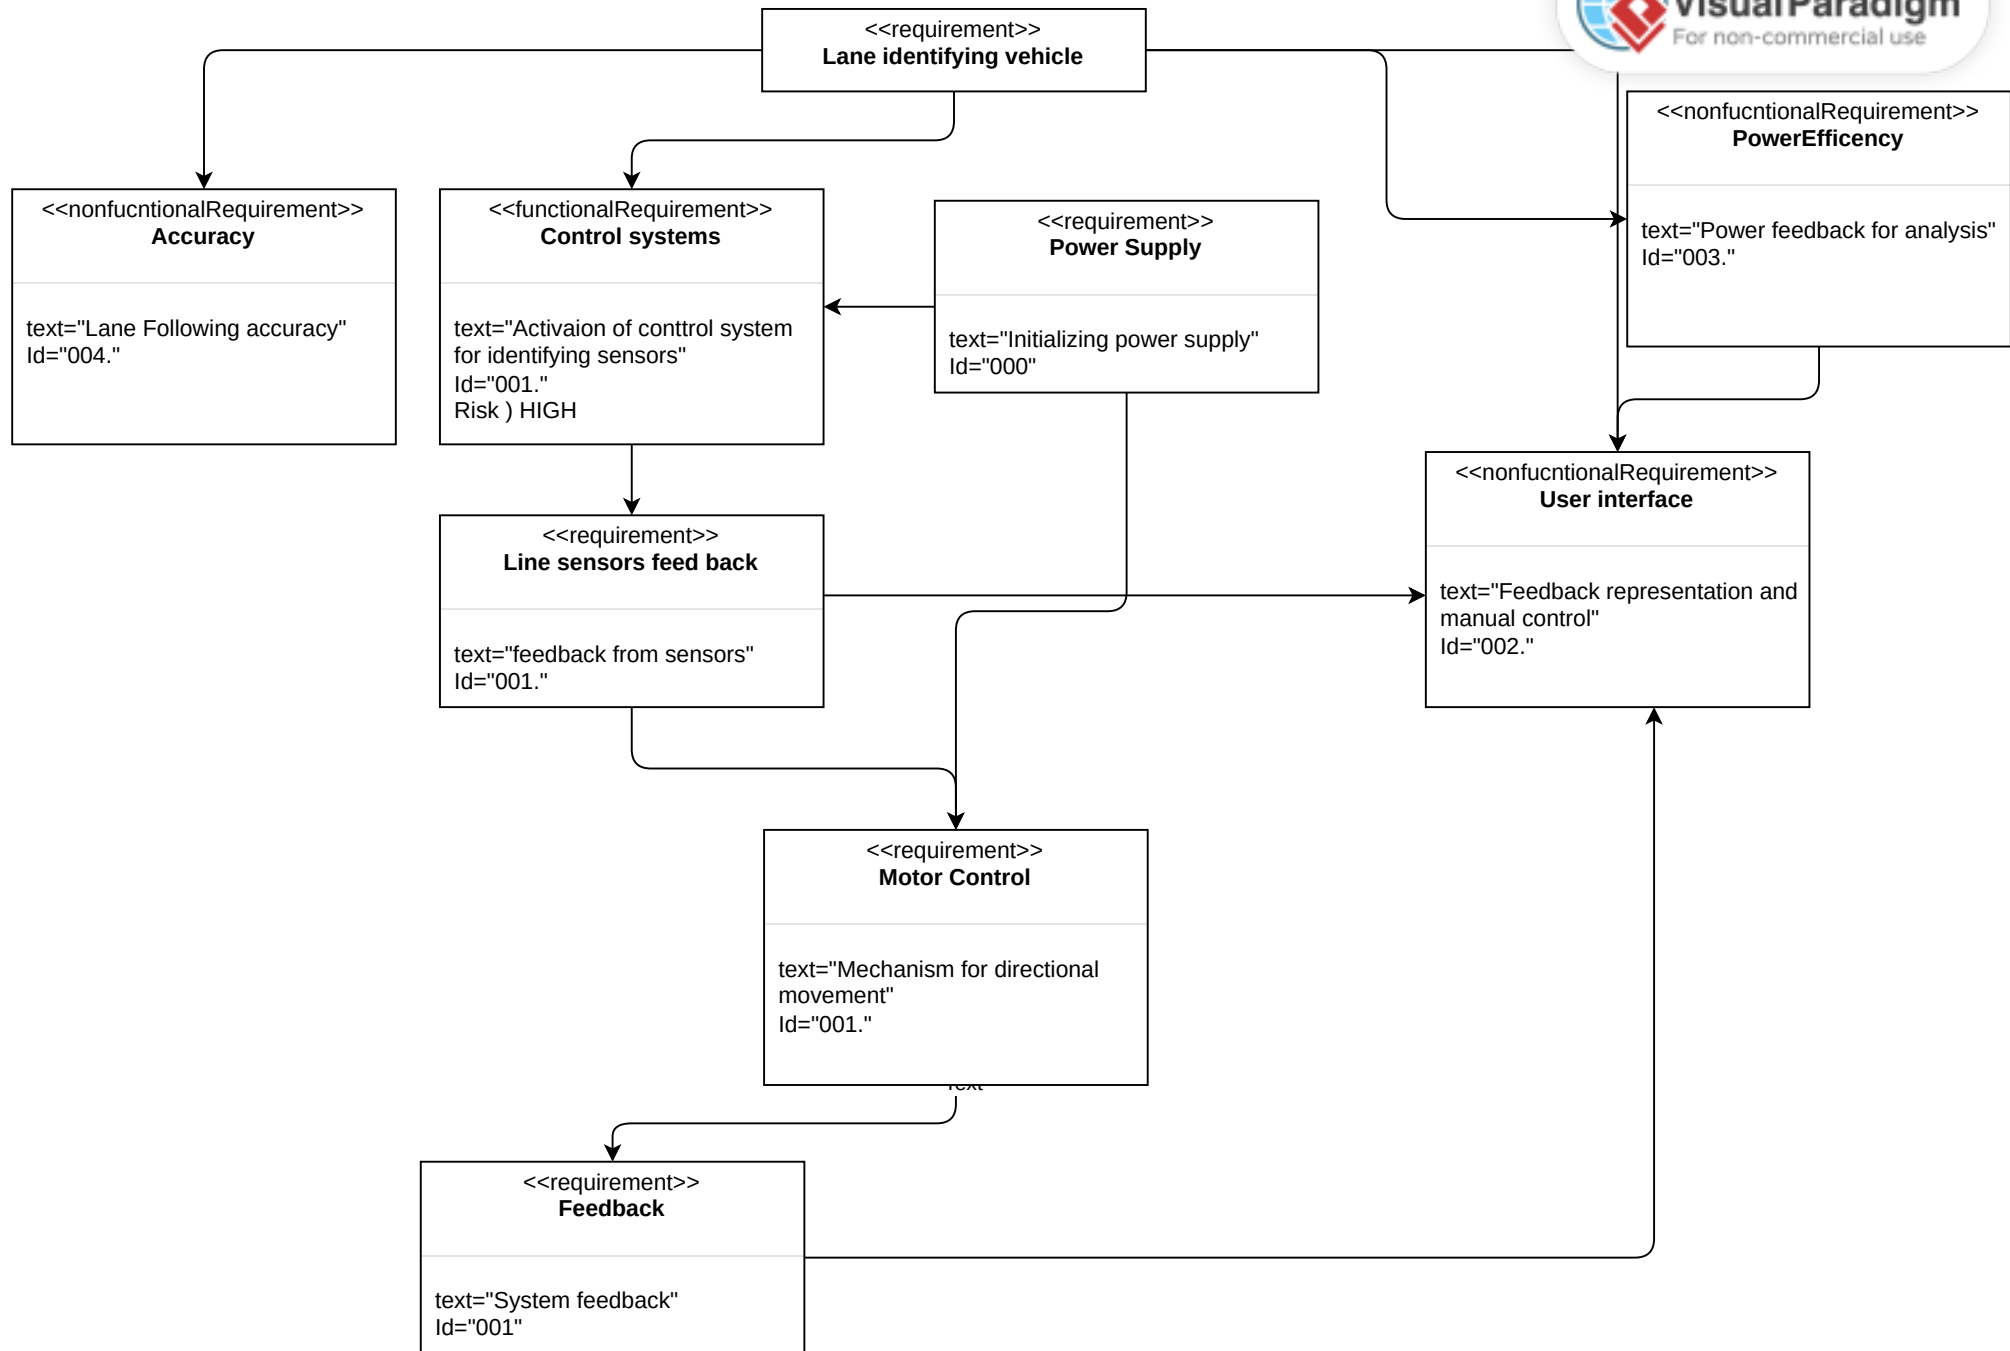 <<requirement>>
Lane identifying vehicle
VisualParadigm
For non-commercial use
<<nonfucntionalRequirement>>
PowerEfficency
text="Power feedback for analysis"
Id="003."
<<nonfucntionalRequirement>>
Accuracy
text="Lane Following accuracy"
Id="004."
<<functionalRequirement>>
Control systems
text="Activaion of conttrol system
for identifying sensors"
Id="001."
Risk ) HIGH
<<requirement>>
Power Supply
text="Initializing power supply"
Id="000"
<<nonfucntionalRequirement>>
User interface
text="Feedback representation and
manual control"
Id="002."
<<requirement>>
Line sensors feed back
text="feedback from sensors"
Id="001."
<<requirement>>
Motor Control
text="Mechanism for directional
movement"
Id="001."
Text
<<requirement>>
Feedback
text="System feedback"
Id="001"